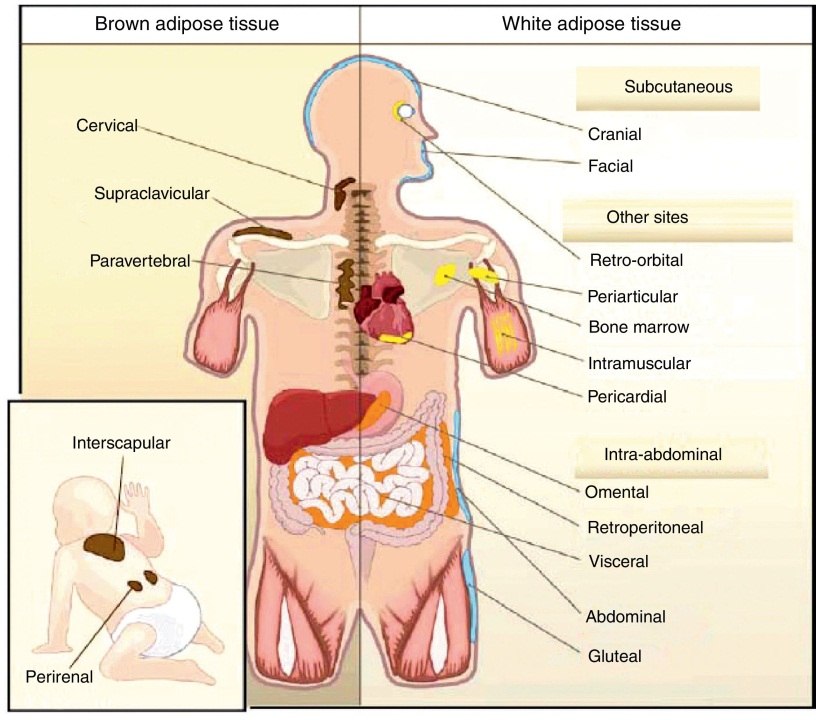 Brown adipose tissue
White adipose tissue
Cervical
Supraclavicular
Paravertebral
Interscapular
Perirenal
Subcutaneous
Cranial
Facial
Other sites
Retro-orbital
Periarticular
Bone marrow
Intramuscular
Pericardial
Intra-abdominal
Omental
Retroperitoneal
Visceral
Abdominal
Gluteal